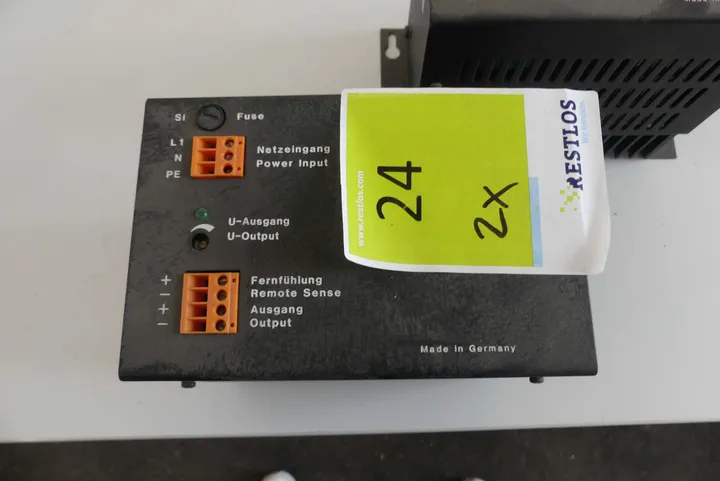 Si Fuse
L1
N
PE
Netzeingang
Power Input
U-Ausgang
U-Output
+
−
+
−
Fernfühlung
Remote Sense
Ausgang
Output
Made in Germany
www.restlos.com
24
2x
RESTLOS